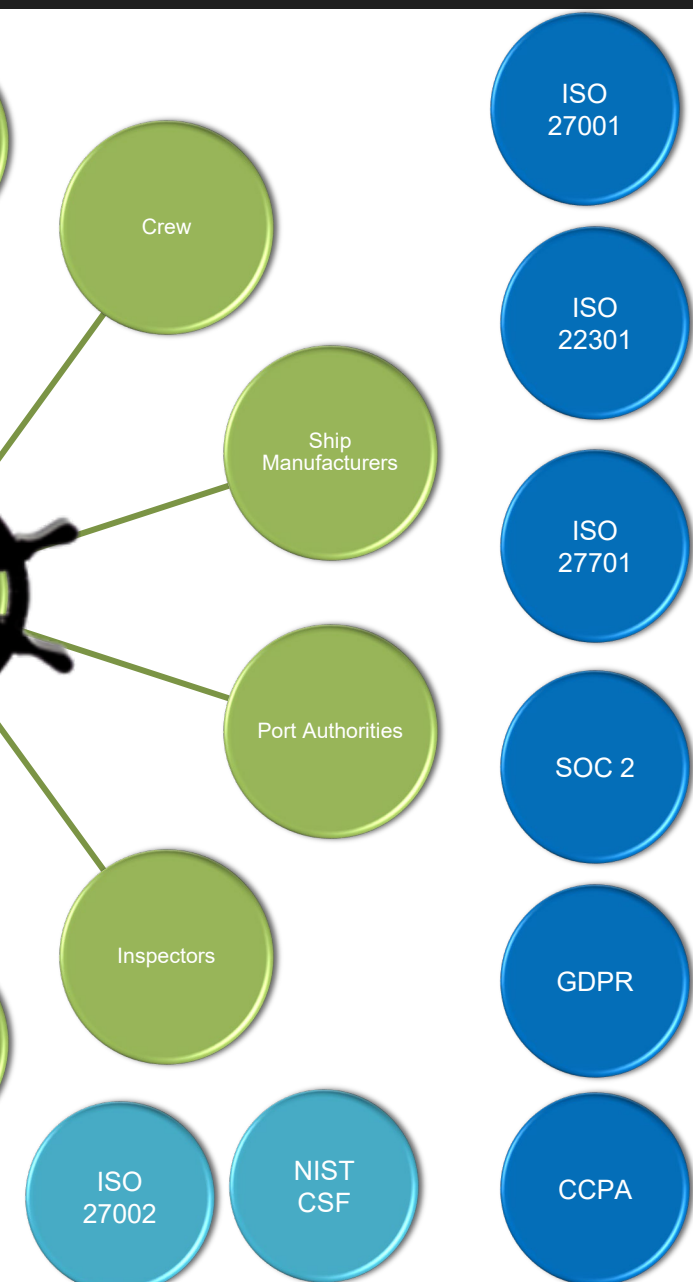 Crew
Ship
Manufacturers
Port Authorities
Inspectors
ISO
27002
NIST
CSF
ISO
27001
ISO
22301
ISO
27701
SOC 2
GDPR
CCPA